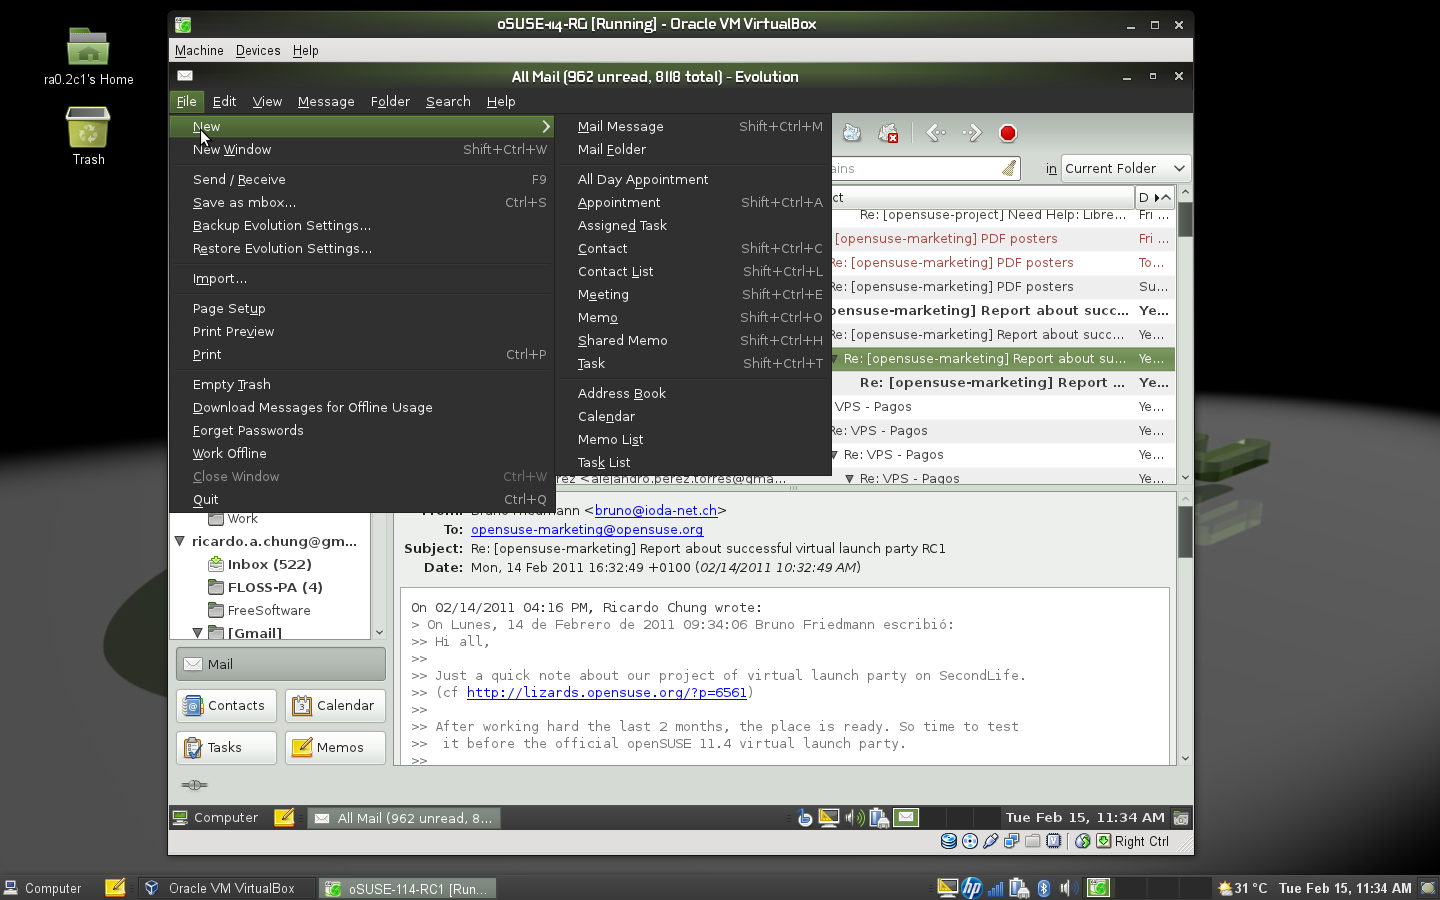 oSUSE-114-RC1 [Running] - Oracle VM VirtualBox
Machine Devices Help
ra0.2c1's Home
Trash
All Mail (962 unread, 8118 total) - Evolution
File Edit View Message Folder Search Help
New
New Window Shift+Ctrl+W
Send / Receive F9
Save as mbox... Ctrl+S
Backup Evolution Settings...
Restore Evolution Settings...
Import...
Page Setup
Print Preview
Print Ctrl+P
Empty Trash
Download Messages for Offline Usage
Forget Passwords
Work Offline
Close Window Ctrl+W
Quit Ctrl+Q
Mail Message Shift+Ctrl+M
Mail Folder
All Day Appointment
Appointment Shift+Ctrl+A
Assigned Task
Contact Shift+Ctrl+C
Contact List Shift+Ctrl+L
Meeting Shift+Ctrl+E
Memo Shift+Ctrl+O
Shared Memo Shift+Ctrl+H
Task Shift+Ctrl+T
Address Book
Calendar
Memo List
Task List
ains in Current Folder
ct D
Re: [opensuse-project] Need Help: Libre... Fri ...
[opensuse-marketing] PDF posters Fri ...
Re: [opensuse-marketing] PDF posters To...
Re: [opensuse-marketing] PDF posters Su...
pensuse-marketing] Report about succ... Ye...
Re: [opensuse-marketing] Report about succ... Ye...
Re: [opensuse-marketing] Report about su... Ye...
Re: [opensuse-marketing] Report ... Ye...
VPS - Pagos Ye...
Re: VPS - Pagos Ye...
Re: VPS - Pagos Ye...
rez <alejandro.perez.torres@gma... Re: VPS - Pagos Ye...
Work
ricardo.a.chung@gm...
Inbox (522)
FLOSS-PA (4)
FreeSoftware
[Gmail]
Mail
Contacts Calendar
Tasks Memos
From: Bruno Friedmann <bruno@ioda-net.ch>
To: opensuse-marketing@opensuse.org
Subject: Re: [opensuse-marketing] Report about successful virtual launch party RC1
Date: Mon, 14 Feb 2011 16:32:49 +0100 (02/14/2011 10:32:49 AM)
On 02/14/2011 04:16 PM, Ricardo Chung wrote:
> On Lunes, 14 de Febrero de 2011 09:34:06 Bruno Friedmann escribió:
>> Hi all,
>>
>> Just a quick note about our project of virtual launch party on SecondLife.
>> (cf http://lizards.opensuse.org/?p=6561)
>>
>> After working hard the last 2 months, the place is ready. So time to test
>> it before the official openSUSE 11.4 virtual launch party.
>>
Computer All Mail (962 unread, 8... Tue Feb 15, 11:34 AM
Right Ctrl
Computer Oracle VM VirtualBox oSUSE-114-RC1 [Run... 31 °C Tue Feb 15, 11:34 AM